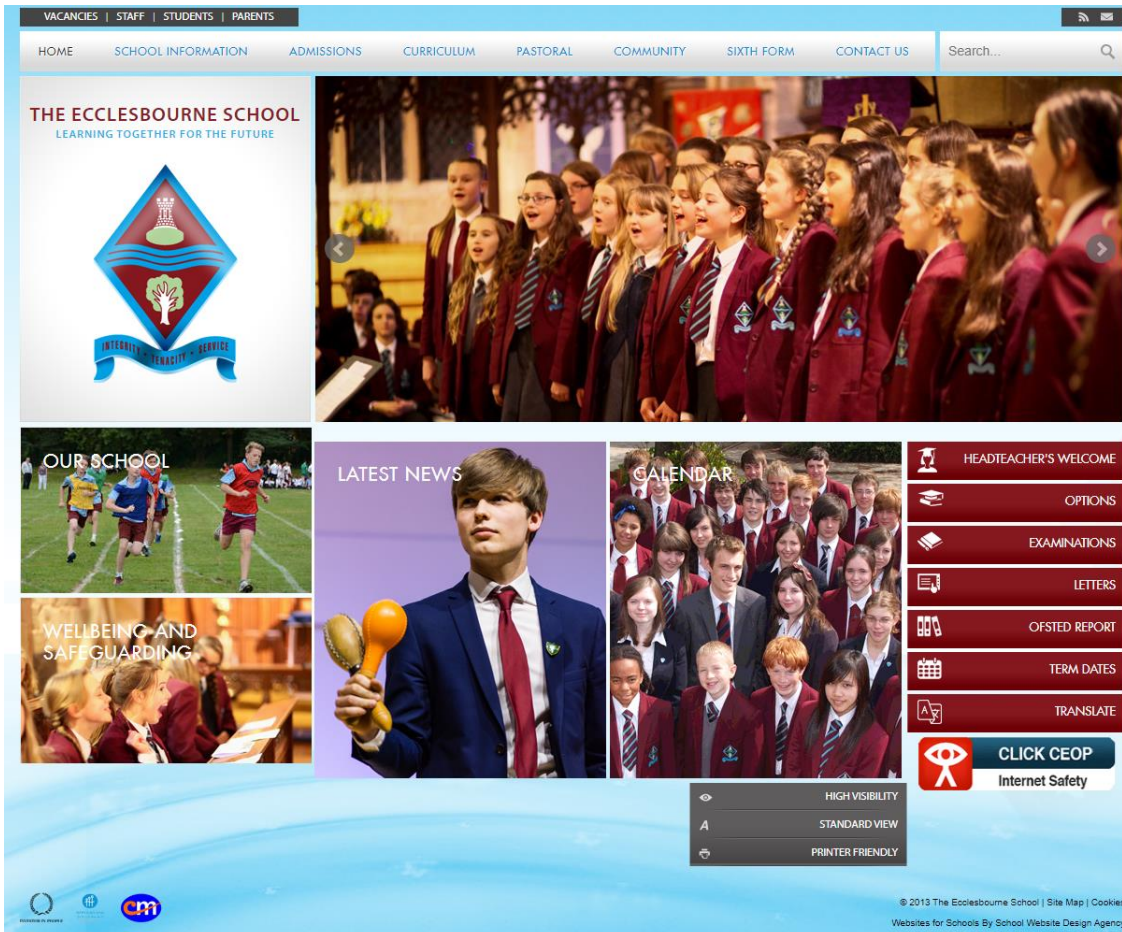 VACANCIES | STAFF | STUDENTS | PARENTS
HOME SCHOOL INFORMATION ADMISSIONS CURRICULUM PASTORAL COMMUNITY SIXTH FORM CONTACT US Search...
THE ECCLESBOURNE SCHOOL
LEARNING TOGETHER FOR THE FUTURE
INTEGRITY · TENACITY · SERVICE
OUR SCHOOL
WELLBEING AND
SAFEGUARDING
LATEST NEWS
CALENDAR
HEADTEACHER'S WELCOME
OPTIONS
EXAMINATIONS
LETTERS
OFSTED REPORT
TERM DATES
TRANSLATE
CLICK CEOP
Internet Safety
HIGH VISIBILITY
A STANDARD VIEW
PRINTER FRIENDLY
cm
© 2013 The Ecclesbourne School | Site Map | Cookies
Websites for Schools By School Website Design Agency